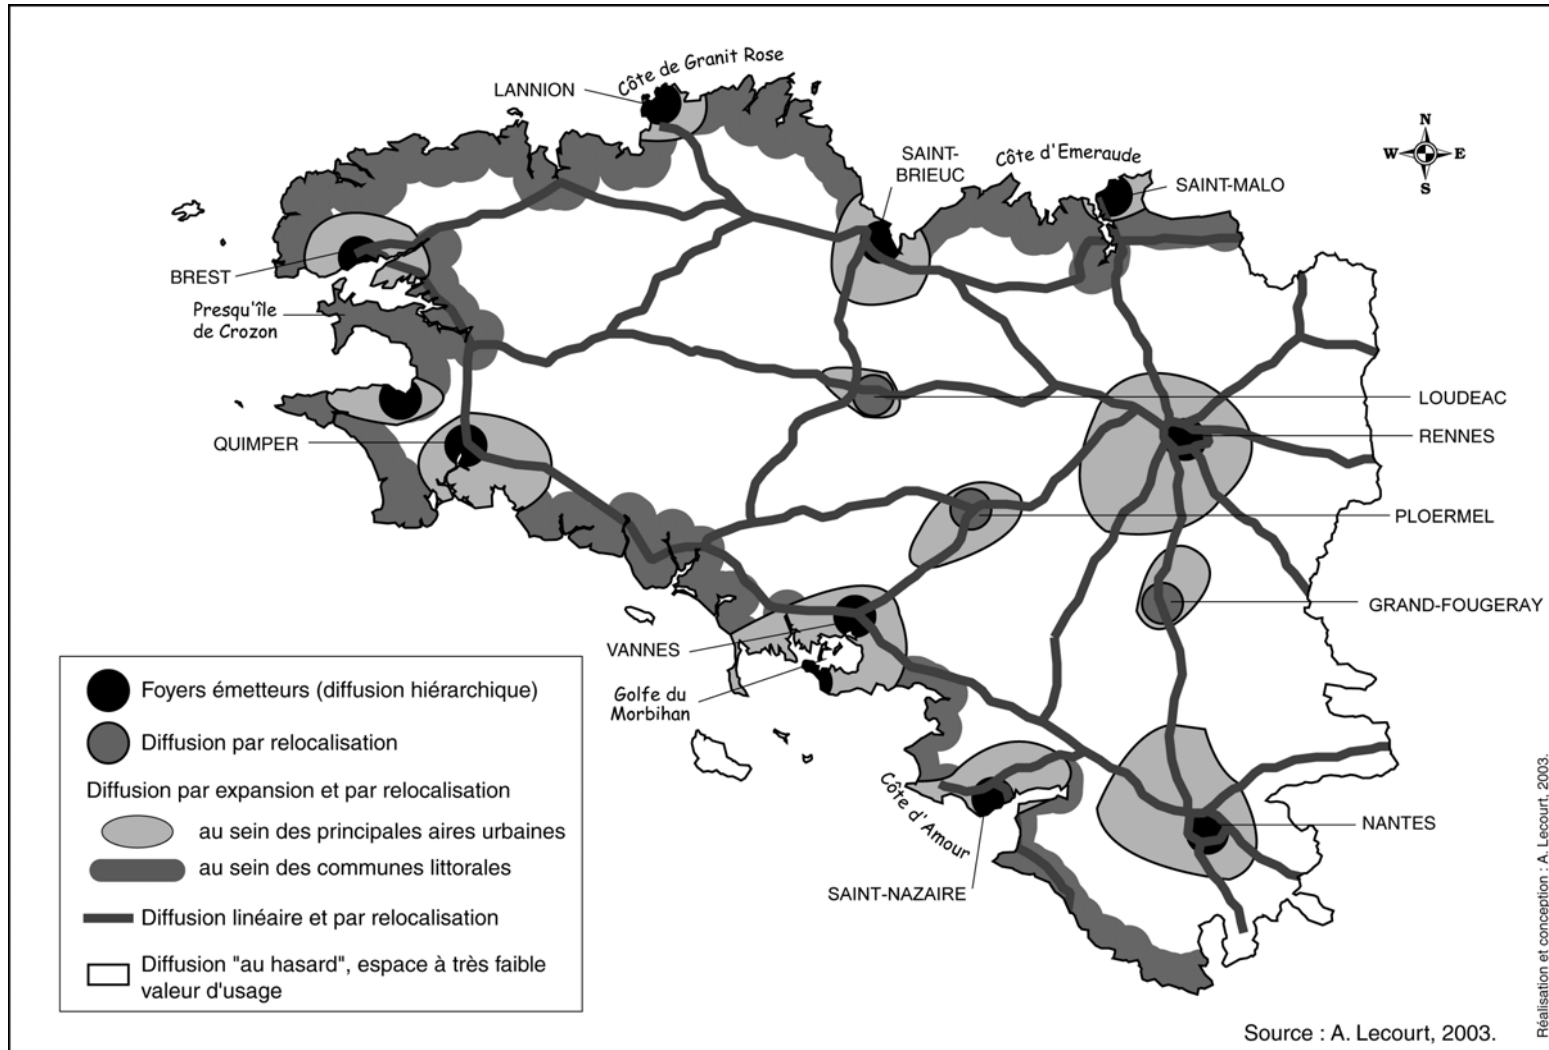 Côte de Granit Rose
LANNION
N
W
E
S
SAINT-
BRIEUC
Côte d'Emeraude
SAINT-MALO
BREST
Presqu'île
de Crozon
LOUDEAC
QUIMPER
RENNES
PLOERMEL
GRAND-FOUGERAY
VANNES
Golfe du
Morbihan
Côte d'Amour
NANTES
SAINT-NAZAIRE
Foyers émetteurs (diffusion hiérarchique)
Diffusion par relocalisation
Diffusion par expansion et par relocalisation
au sein des principales aires urbaines
au sein des communes littorales
Diffusion linéaire et par relocalisation
Diffusion "au hasard", espace à très faible
valeur d'usage
Réalisation et conception : A. Lecourt, 2003.
Source : A. Lecourt, 2003.